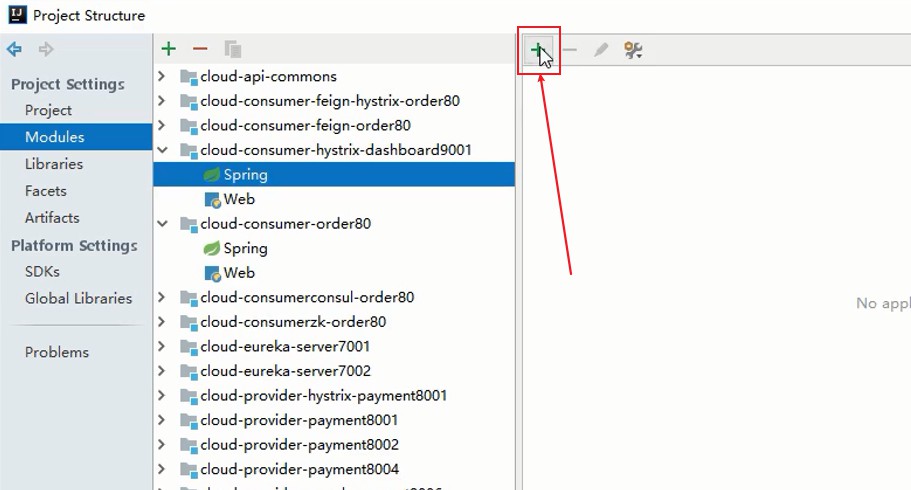 Project Structure
Project Settings
Project
Modules
Libraries
Facets
Artifacts
Platform Settings
SDKs
Global Libraries
Problems
cloud-api-commons
cloud-consumer-feign-hystrix-order80
cloud-consumer-feign-order80
cloud-consumer-hystrix-dashboard9001
Spring
Web
cloud-consumer-order80
Spring
Web
cloud-consumerconsul-order80
cloud-consumerzk-order80
cloud-eureka-server7001
cloud-eureka-server7002
cloud-provider-hystrix-payment8001
cloud-provider-payment8001
cloud-provider-payment8002
cloud-provider-payment8004
No appl